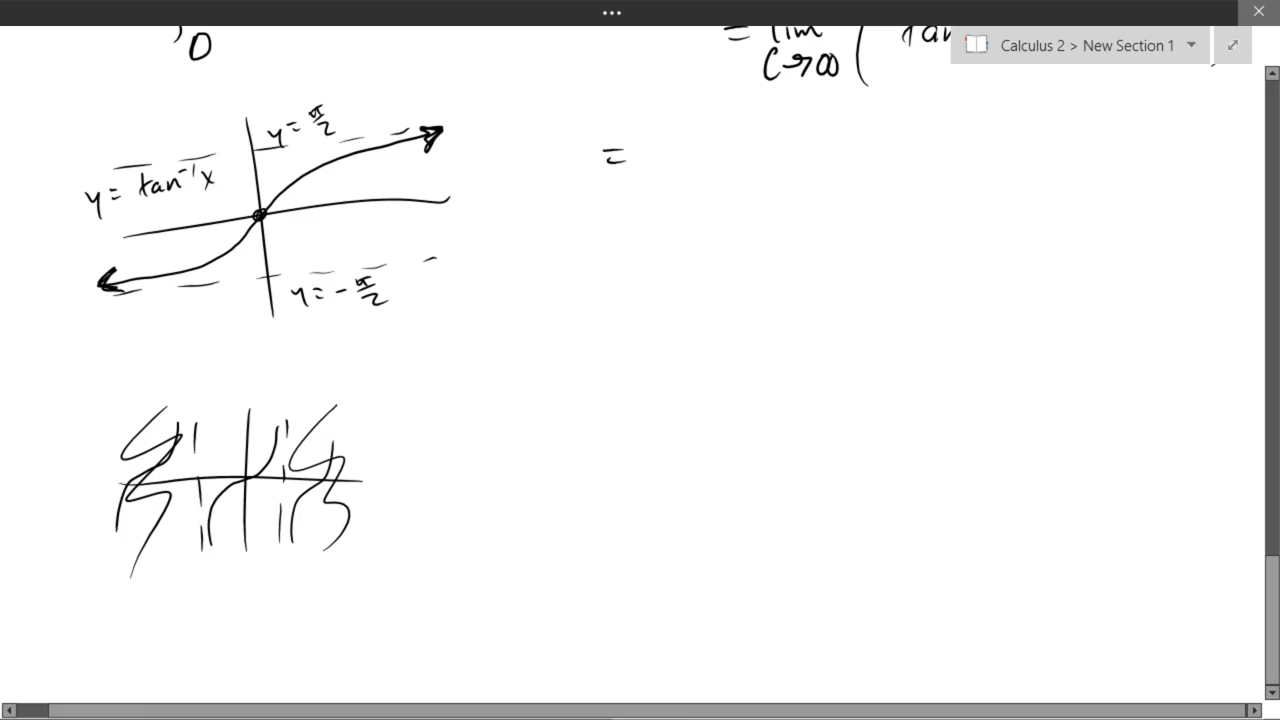 Calculus 2 > New Section 1
0
= lim
C→∞ (
y = π/2
y = tan⁻¹x
=
y = - π/2